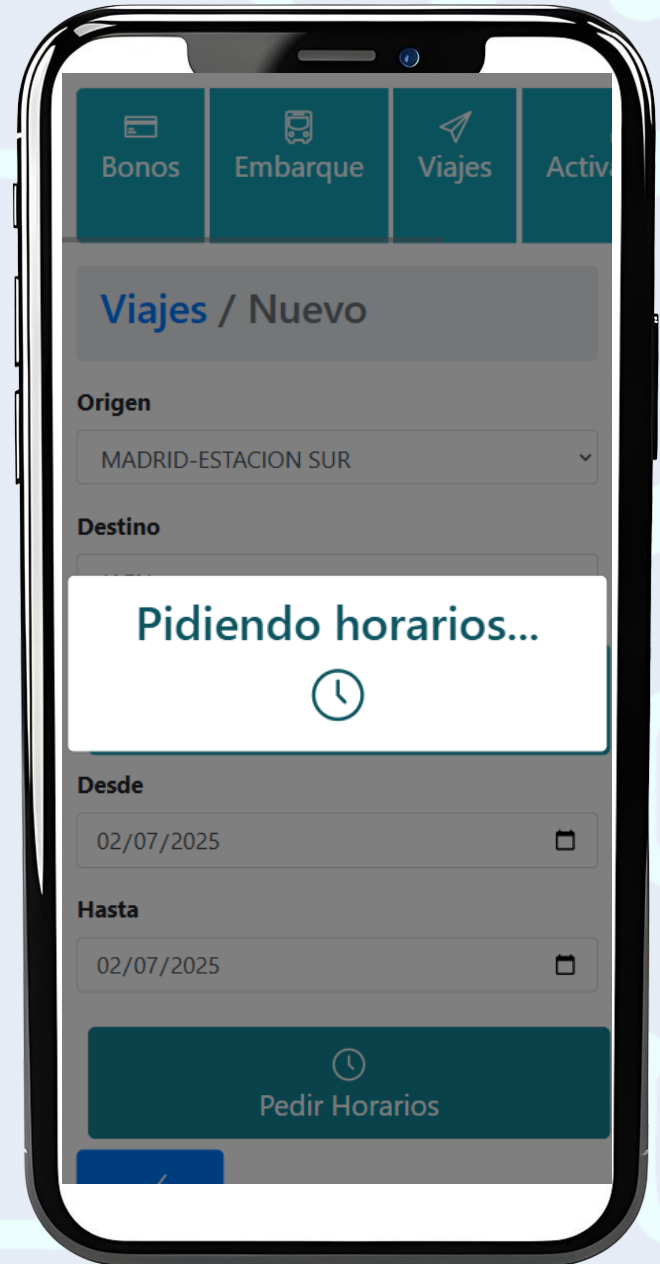 Bonos
Embarque
Viajes
Viajes / Nuevo
Origen
MADRID-ESTACION SUR
Destino
Pidiendo horarios...
Desde
02/07/2025
Hasta
02/07/2025
Pedir Horarios